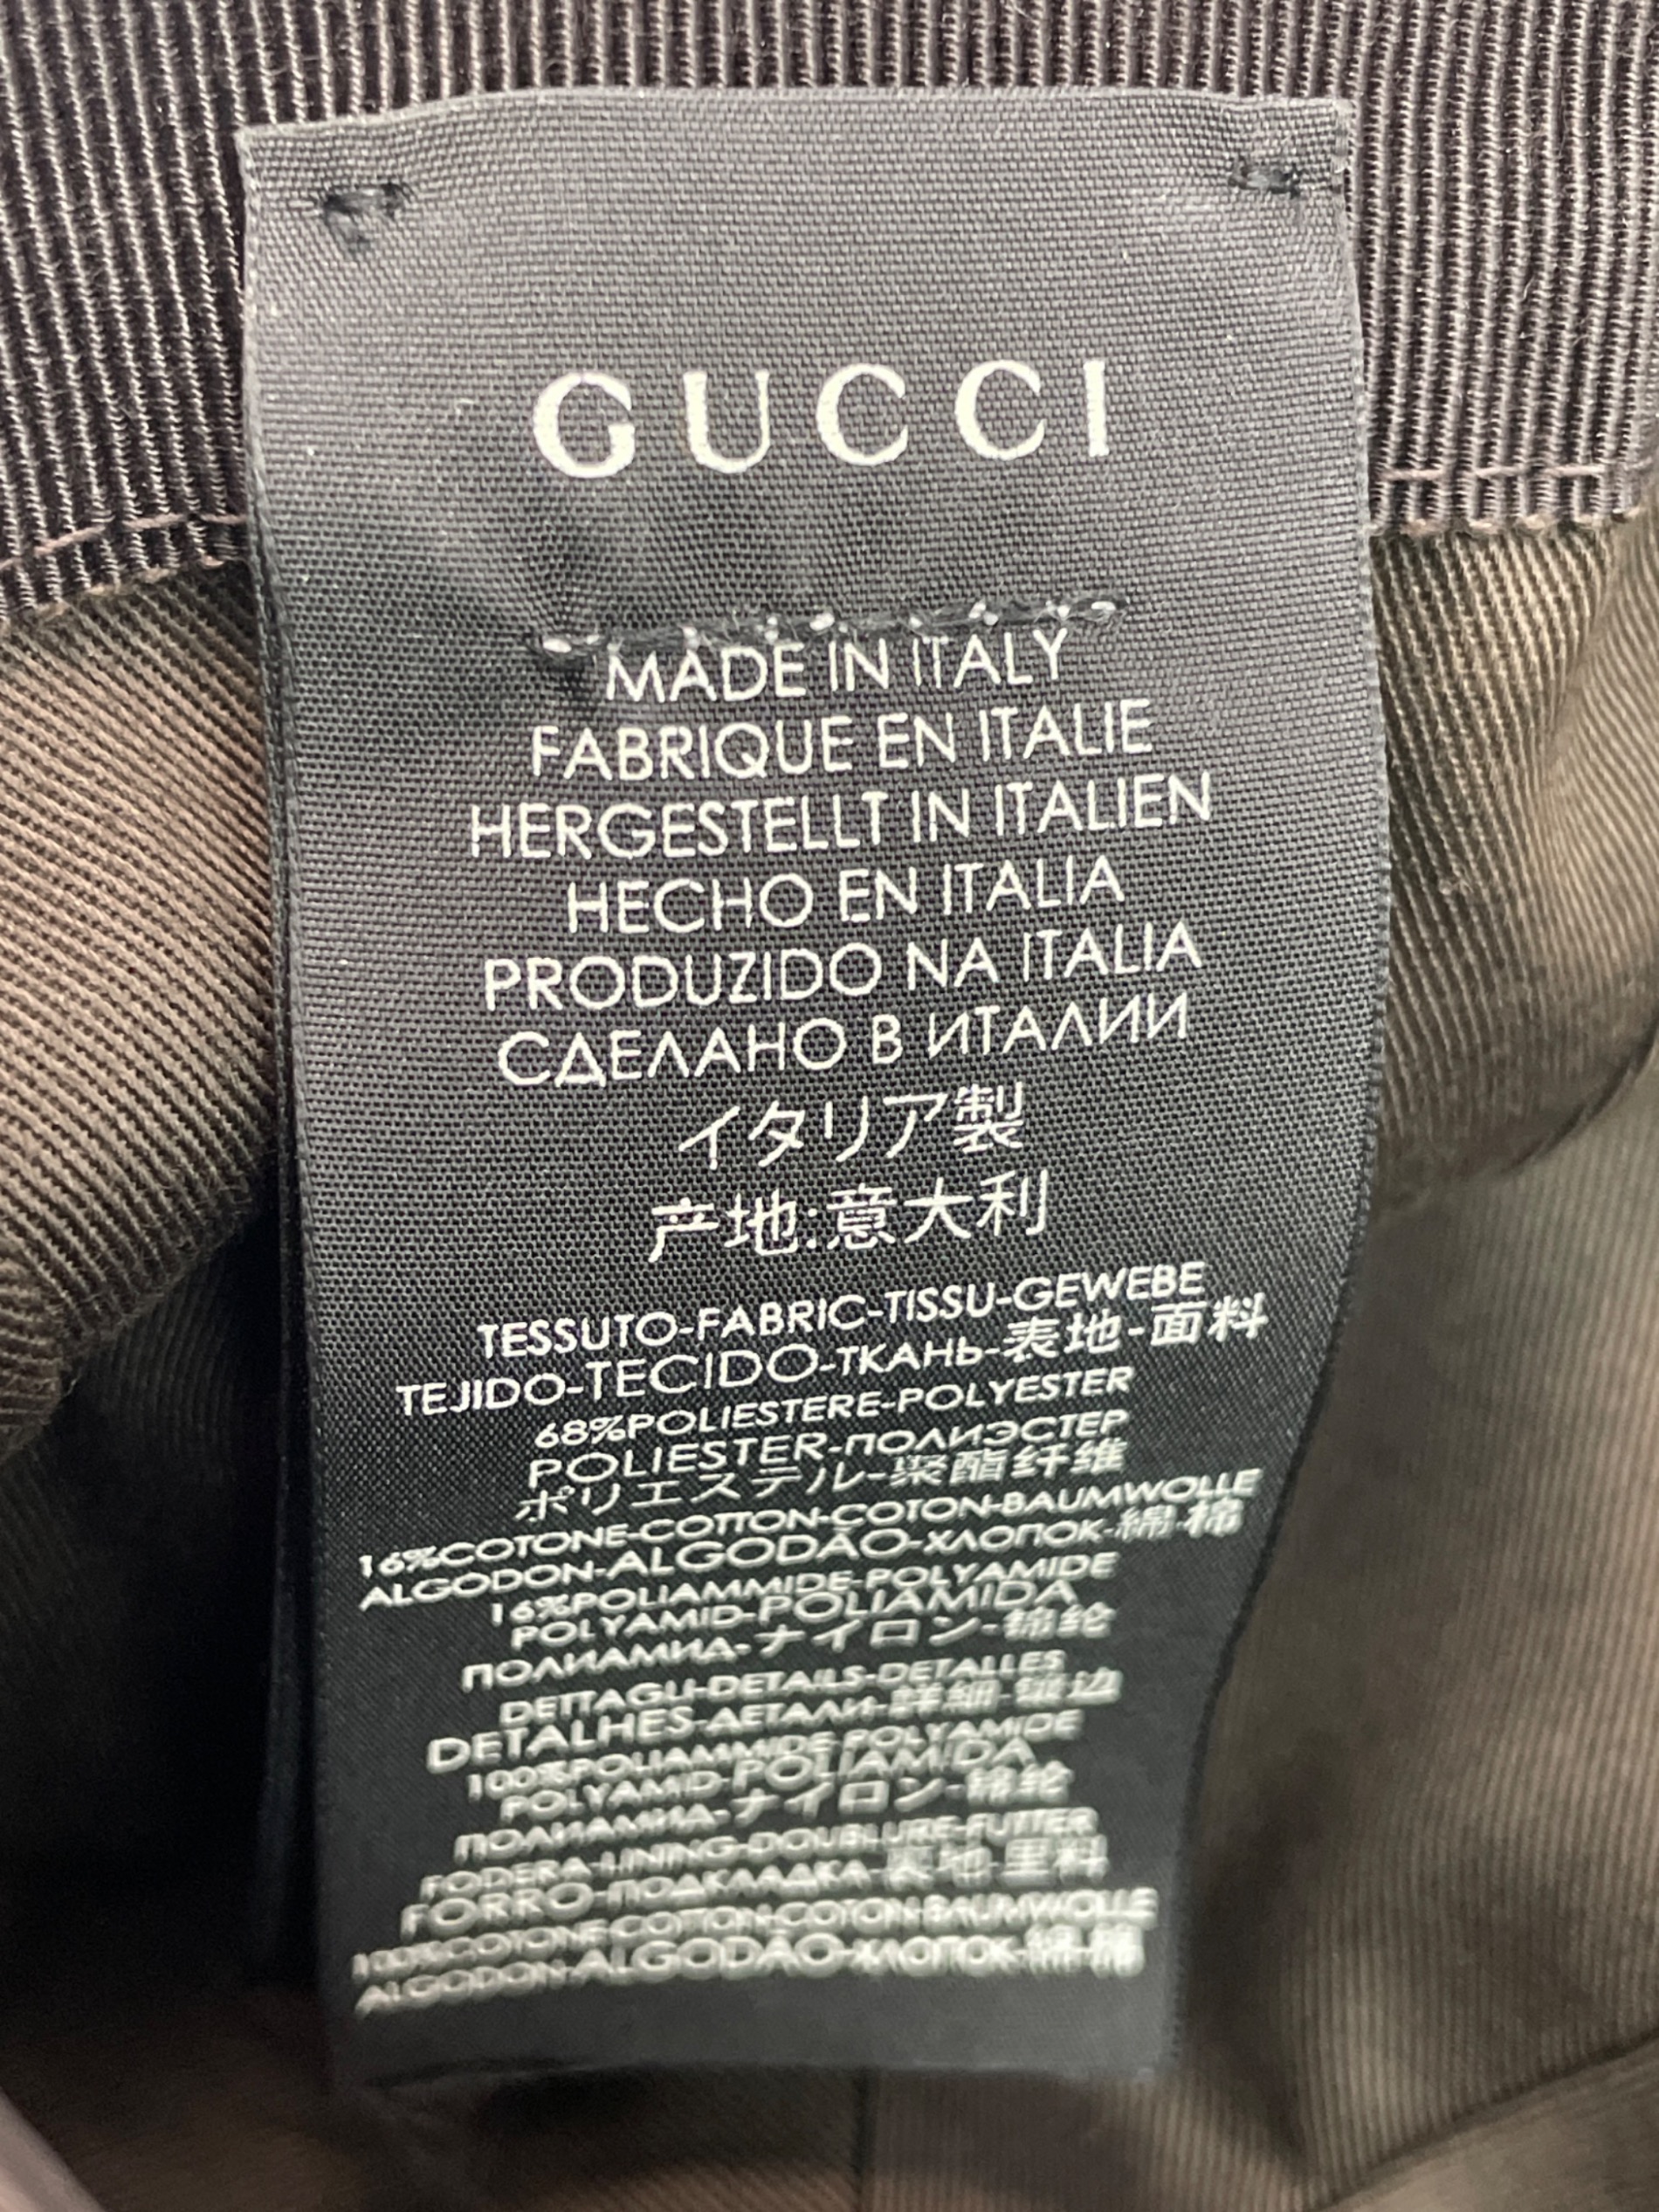 GUCCI
MADE IN ITALY
FABRIQUE EN ITALIE
HERGESTELLT IN ITALIEN
HECHO EN ITALIA
PRODUZIDO NA ITALIA
СДЕЛАНО В ИТАЛИИ
イタリア製
产地:意大利
TESSUTO-FABRIC-TISSU-GEWEBE
TEJIDO-TECIDO-ТКАНЬ-表地-面料
68%POLIESTERE-POLYESTER
POLIESTER-ПОЛИЭСТЕР
ポリエステル-聚酯纤维
16%COTONE-COTTON-COTON-BAUMWOLLE
ALGODON-ALGODÃO-ХЛОПОК-綿-棉
16%POLIAMMIDE-POLYAMIDE
POLYAMID-POLIAMIDA
ПОЛИАМИД-ナイロン-锦纶
DETTAGLI-DETAILS-DETALLES
DETALHES-ДЕТАЛИ-詳細-镶边
100%POLIAMMIDE-POLYAMIDE
POLYAMID-POLIAMIDA
ПОЛИАМИД-ナイロン-锦纶
FODERA-LINING-DOUBLURE-FUTTER
FORRO-ПОДКЛАДКА-裏地-里料
100%COTONE-COTTON-COTON-BAUMWOLLE
ALGODON-ALGODÃO-ХЛОПОК-綿-棉